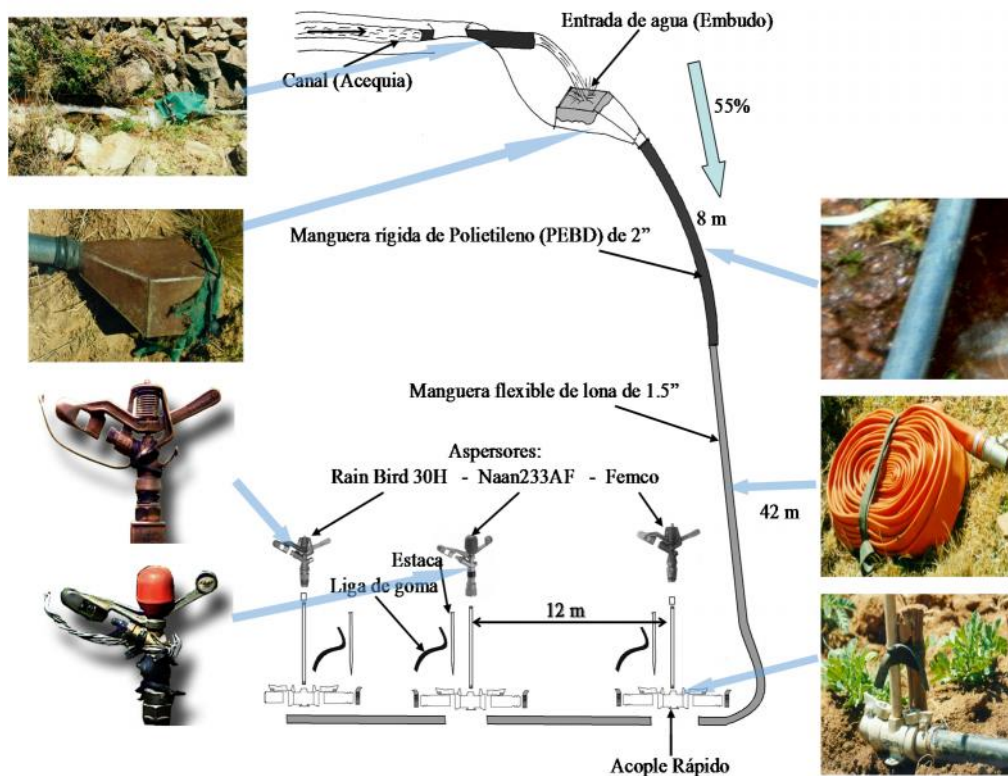 Entrada de agua (Embudo)
Canal (Acequia)
55%
8 m
Manguera rígida de Polietileno (PEBD) de 2”
Manguera flexible de lona de 1.5”
Aspersores:
Rain Bird 30H - Naan233AF - Femco
42 m
Estaca
Liga de goma
12 m
Acople Rápido